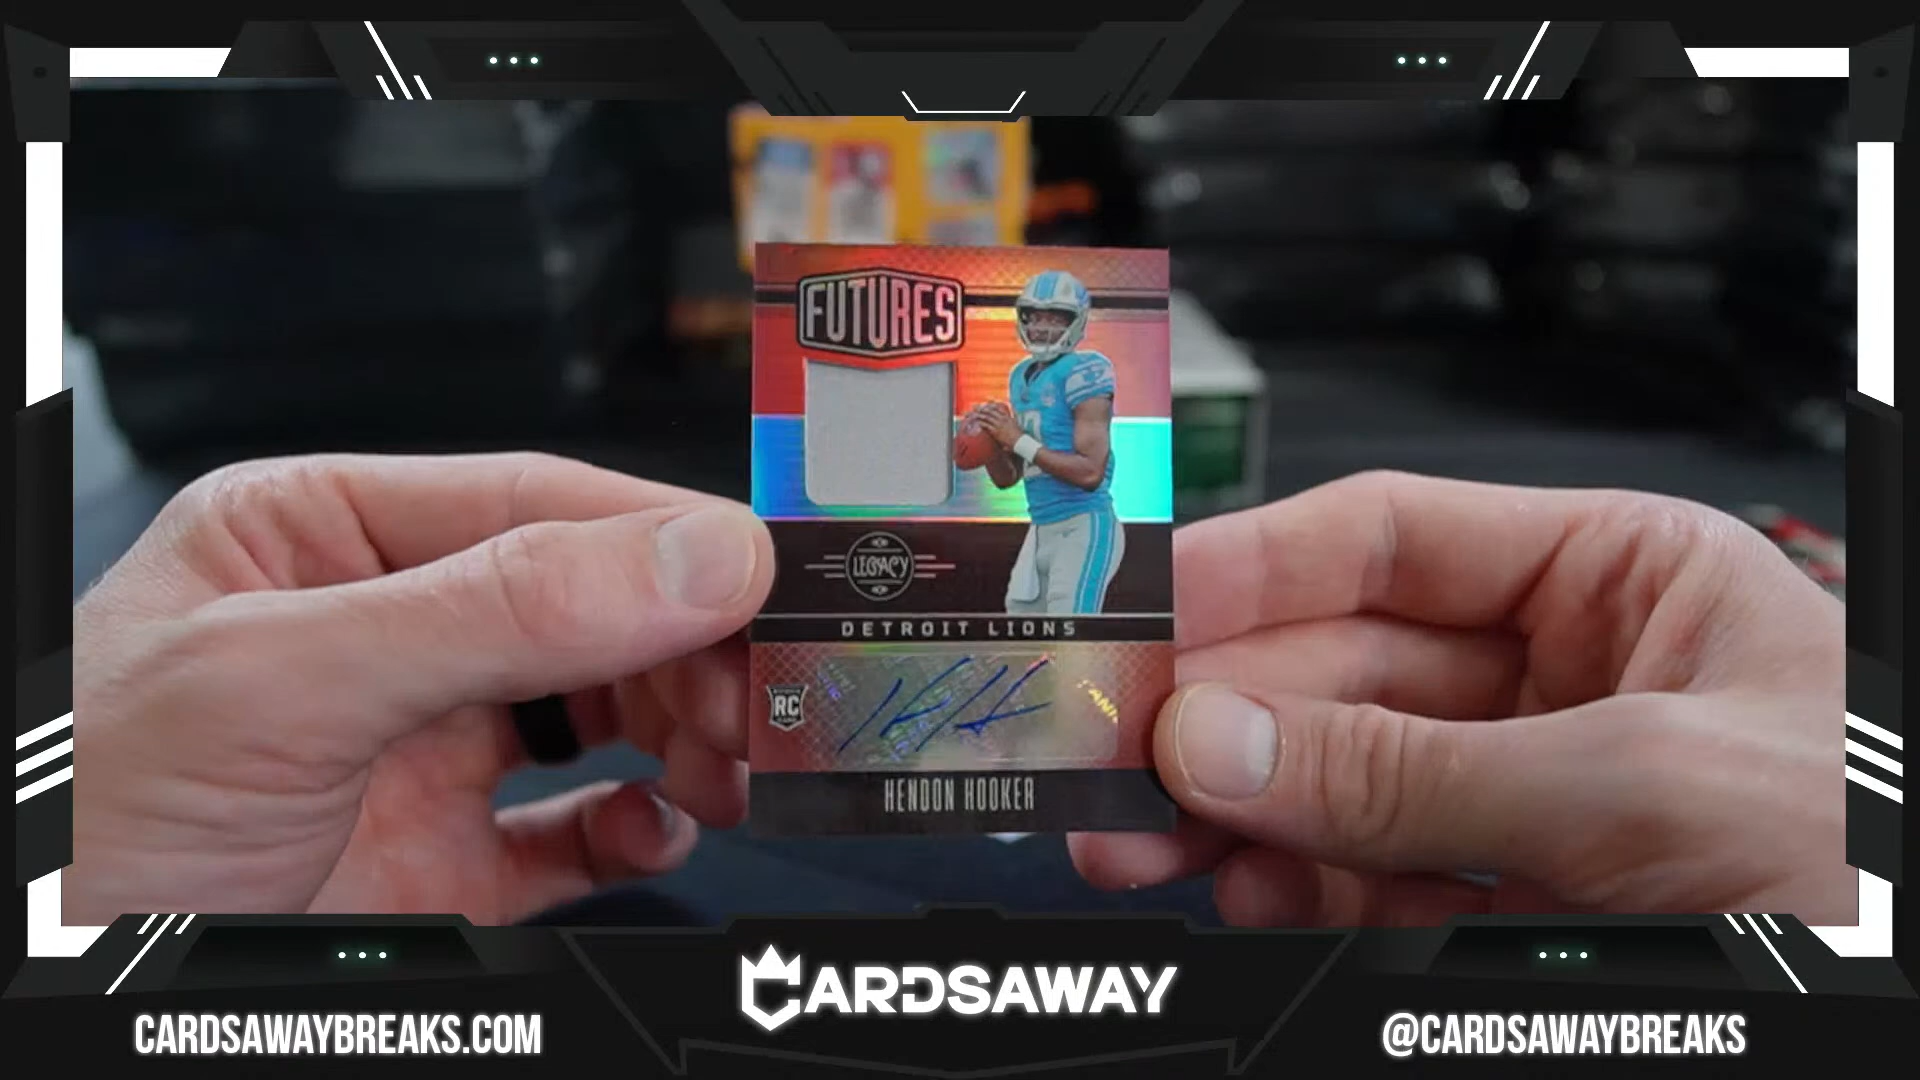 FUTURES
LEGACY
DETROIT LIONS
RC
HENDON HOOKER
CARDSAWAY
CARDSAWAYBREAKS.COM
@CARDSAWAYBREAKS